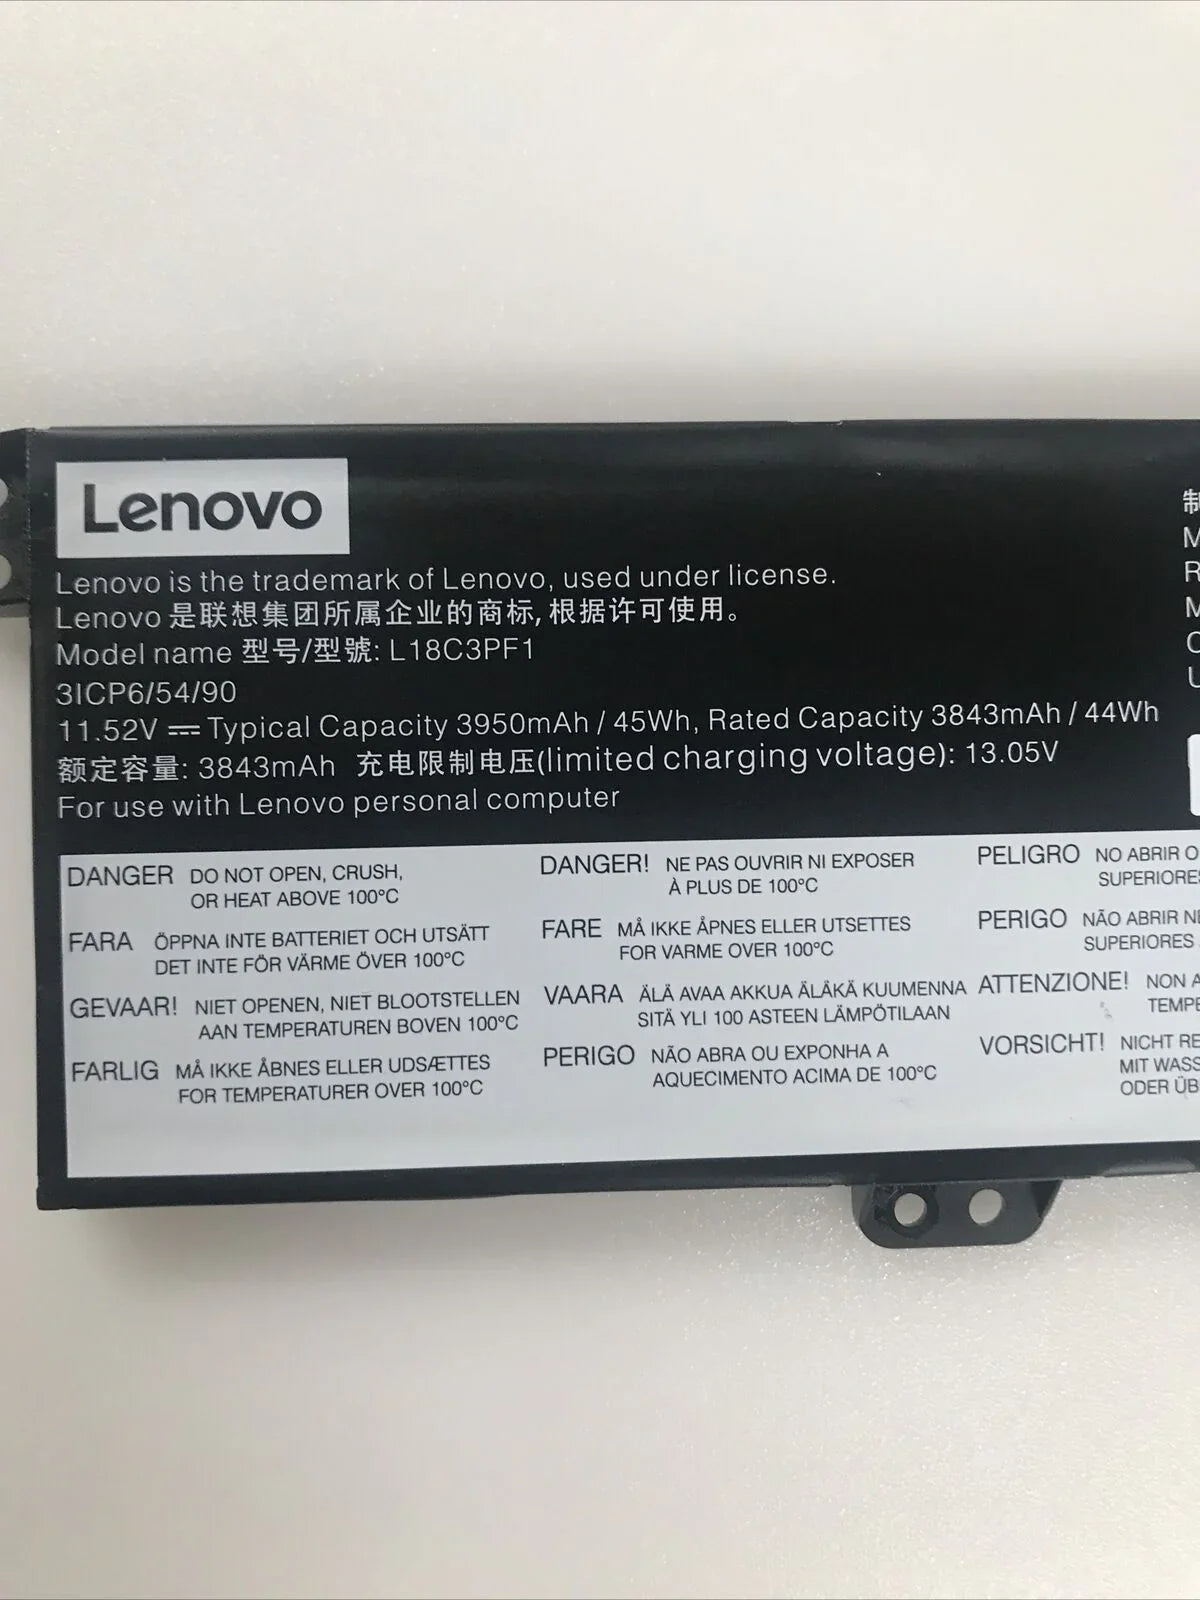 Lenovo
Lenovo is the trademark of Lenovo, used under license.
Lenovo 是联想集团所属企业的商标, 根据许可使用。
Model name 型号/型號: L18C3PF1
3ICP6/54/90
11.52V ⎓ Typical Capacity 3950mAh / 45Wh, Rated Capacity 3843mAh / 44Wh
额定容量: 3843mAh 充电限制电压(limited charging voltage): 13.05V
For use with Lenovo personal computer
DANGER DO NOT OPEN, CRUSH,
OR HEAT ABOVE 100°C
FARA ÖPPNA INTE BATTERIET OCH UTSÄTT
DET INTE FÖR VÄRME ÖVER 100°C
GEVAAR! NIET OPENEN, NIET BLOOTSTELLEN
AAN TEMPERATUREN BOVEN 100°C
FARLIG MÅ IKKE ÅBNES ELLER UDSÆTTES
FOR TEMPERATURER OVER 100°C
DANGER! NE PAS OUVRIR NI EXPOSER
À PLUS DE 100°C
FARE MÅ IKKE ÅPNES ELLER UTSETTES
FOR VARME OVER 100°C
VAARA ÄLÄ AVAA AKKUA ÄLÄKÄ KUUMENNA
SITÄ YLI 100 ASTEEN LÄMPÖTILAAN
PERIGO NÃO ABRA OU EXPONHA A
AQUECIMENTO ACIMA DE 100°C
PELIGRO NO ABRIR O
SUPERIORES
PERIGO NÃO ABRIR NE
SUPERIORES
ATTENZIONE! NON A
TEMPE
VORSICHT! NICHT RE
MIT WASS
ODER ÜB
制
M
R
M
C
U